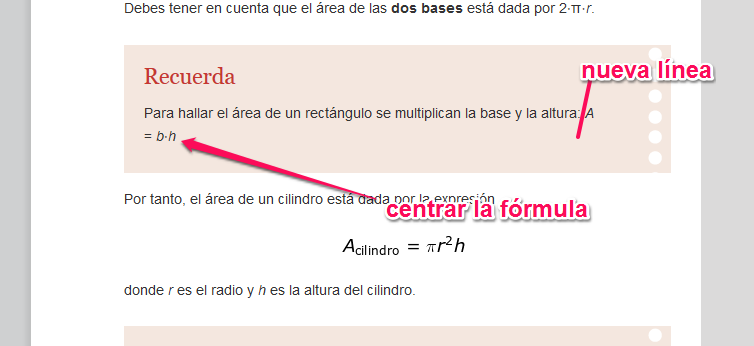 Debes tener en cuenta que el área de las dos bases está dada por 2·π·r.
Recuerda
nueva línea
Para hallar el área de un rectángulo se multiplican la base y la altura: A
= b·h
Por tanto, el área de un cilindro está dada por la expresión
centrar la fórmula
A_cilindro = πr²h
donde r es el radio y h es la altura del cilindro.